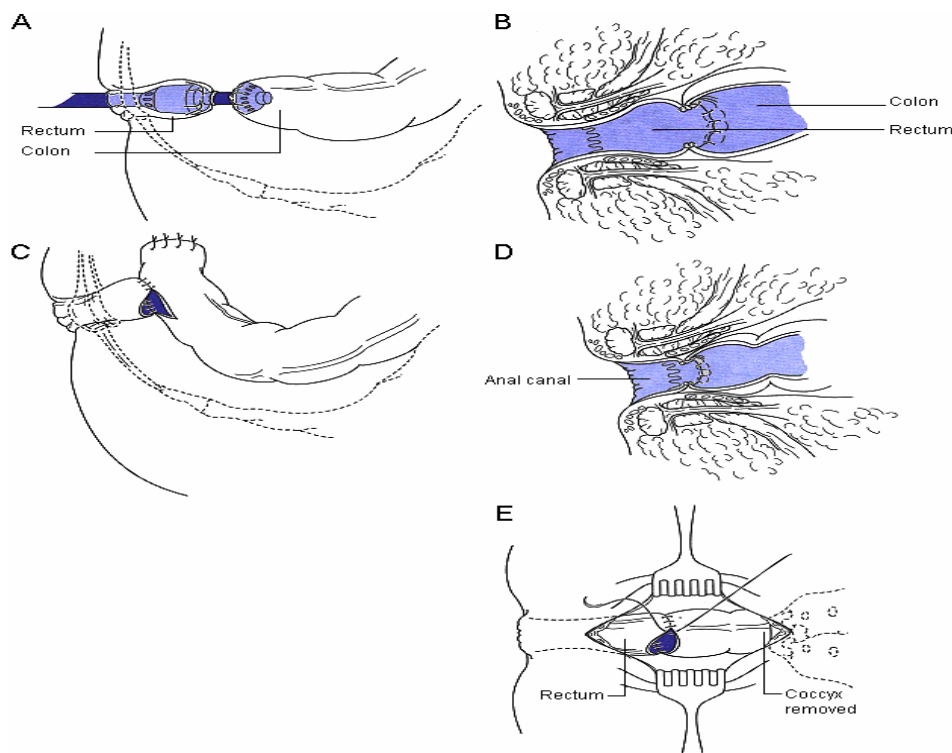 A
B
Rectum
Colon
Colon
Rectum
C
D
Anal canal
E
Rectum
Coccyx
removed